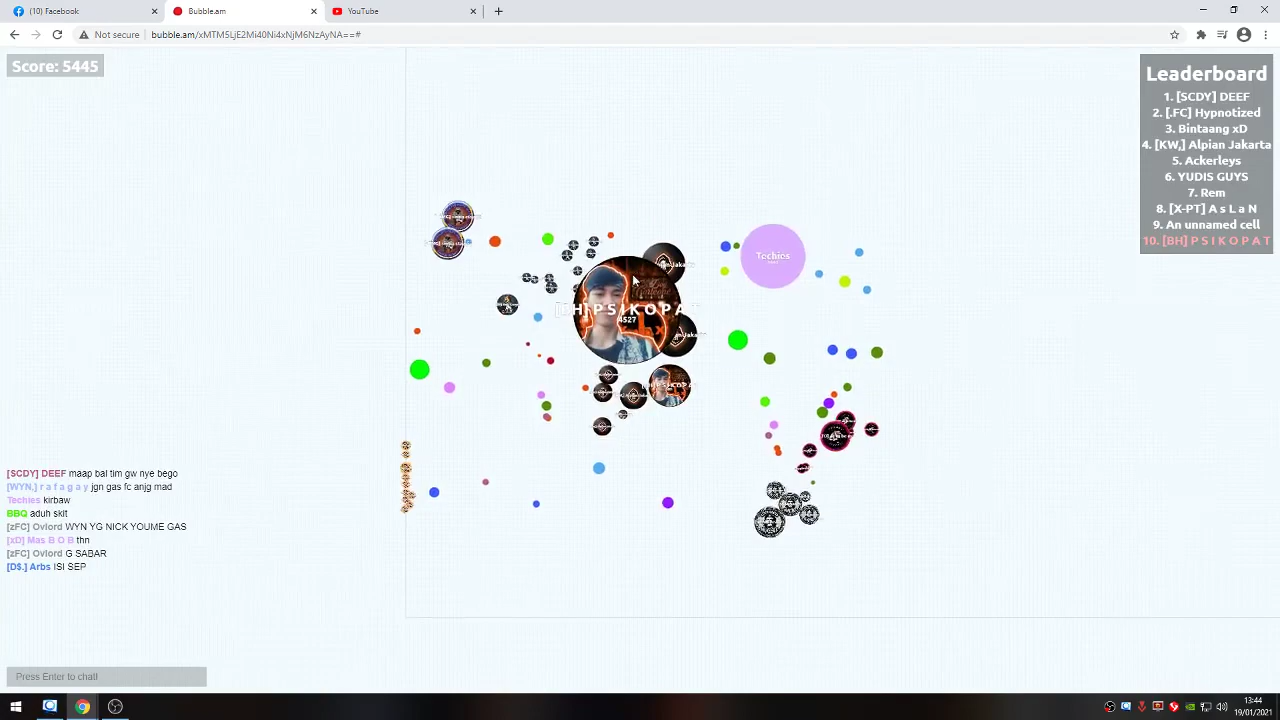 (10) Facebook
Bubble.am
YouTube
Not secure
bubble.am/xMTM5LjE2Mi40Ni4xNjM6NzAyNA==#
Score: 5445
Leaderboard
1. [SCDY] DEEF
2. [.FC] Hypnotized
3. Bintaang xD
4. [KW,] Alpian Jakarta
5. Ackerleys
6. YUDIS GUYS
7. Rem
8. [X-PT] A s L a N
9. An unnamed cell
10. [BH] P S I K O P A T
Techies
[BH] P S I K O P A T
4527
[SCDY] DEEF maap bal tim gw nye bego
[WYN,] r a f a g a y jgn gas fc anjg mad
Techies kirbaw
BBQ aduh skit
[zFC] Ovlord WYN YG NICK YOUME GAS
[xD] Mas B O B thn
[zFC] Ovlord G SABAR
[D$.] Arbs ISI SEP
Press Enter to chat!
13:44
19/01/2021